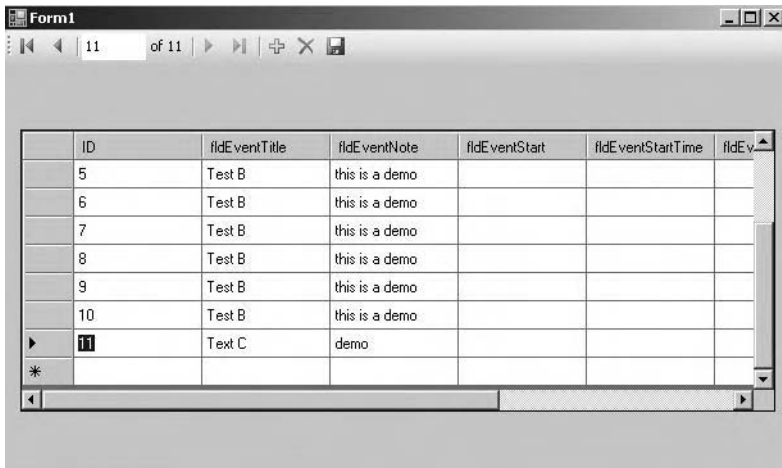 Form1
11 of 11
ID fldEventTitle fldEventNote fldEventStart fldEventStartTime fldEv
5 Test B this is a demo
6 Test B this is a demo
7 Test B this is a demo
8 Test B this is a demo
9 Test B this is a demo
10 Test B this is a demo
11 Text C demo